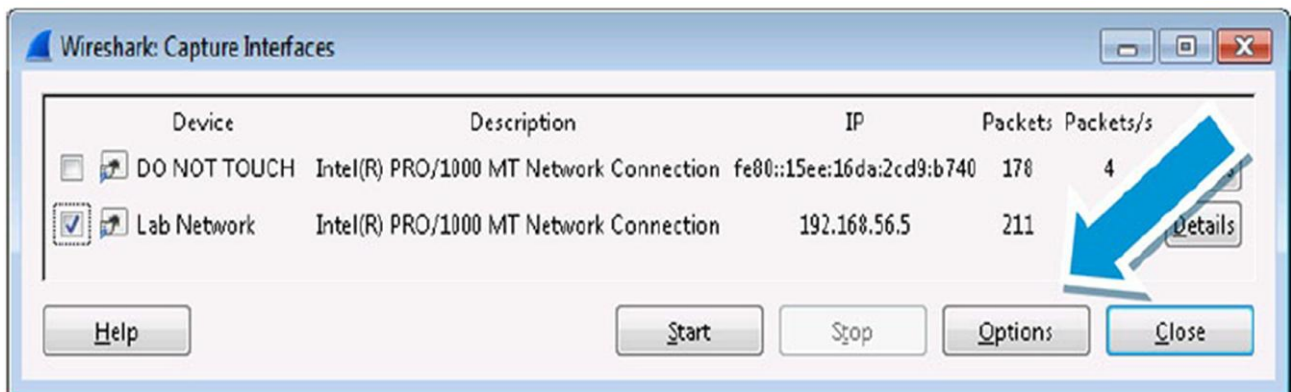 Wireshark: Capture Interfaces
Device Description IP Packets Packets/s
DO NOT TOUCH Intel(R) PRO/1000 MT Network Connection fe80::15ee:16da:2cd9:b740 178 4
Lab Network Intel(R) PRO/1000 MT Network Connection 192.168.56.5 211 Details
Help Start Stop Options Close